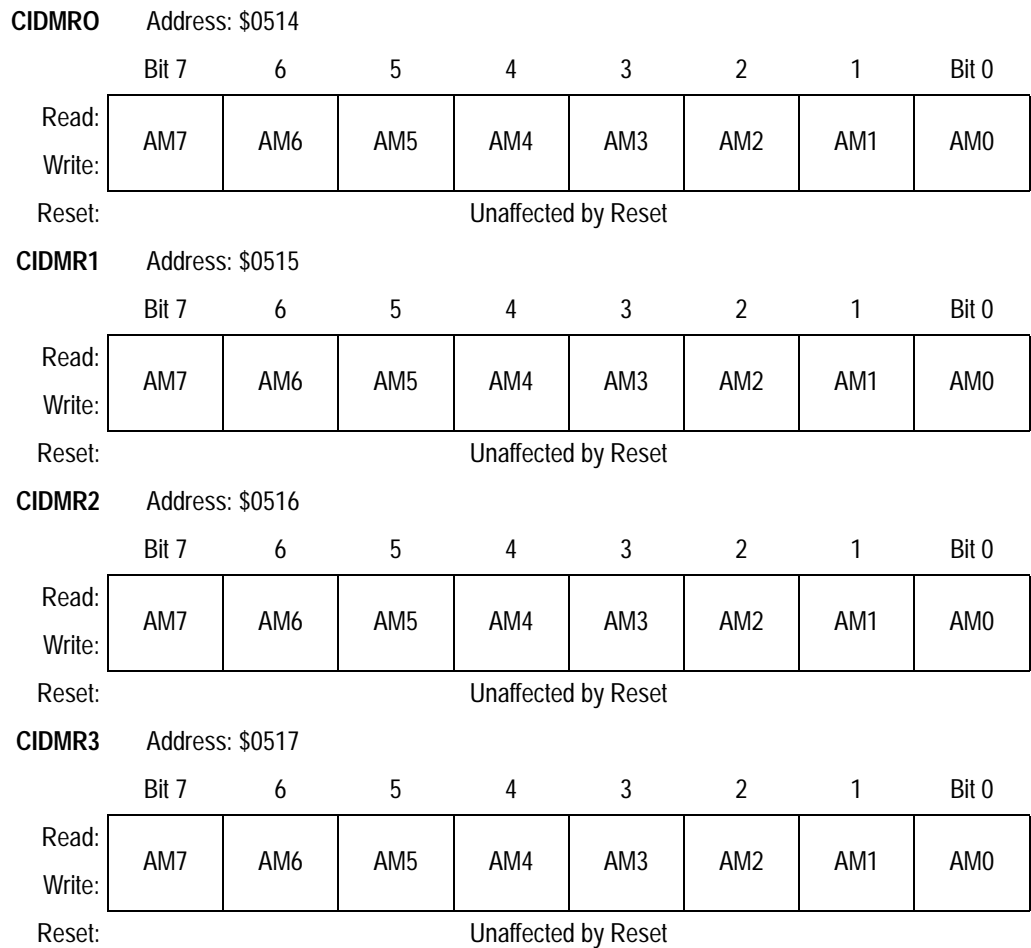 CIDMRO Address: $0514
Bit 7 6 5 4 3 2 1 Bit 0
Read:
AM7 AM6 AM5 AM4 AM3 AM2 AM1 AM0
Write:
Reset: Unaffected by Reset
CIDMR1 Address: $0515
Bit 7 6 5 4 3 2 1 Bit 0
Read:
AM7 AM6 AM5 AM4 AM3 AM2 AM1 AM0
Write:
Reset: Unaffected by Reset
CIDMR2 Address: $0516
Bit 7 6 5 4 3 2 1 Bit 0
Read:
AM7 AM6 AM5 AM4 AM3 AM2 AM1 AM0
Write:
Reset: Unaffected by Reset
CIDMR3 Address: $0517
Bit 7 6 5 4 3 2 1 Bit 0
Read:
AM7 AM6 AM5 AM4 AM3 AM2 AM1 AM0
Write:
Reset: Unaffected by Reset